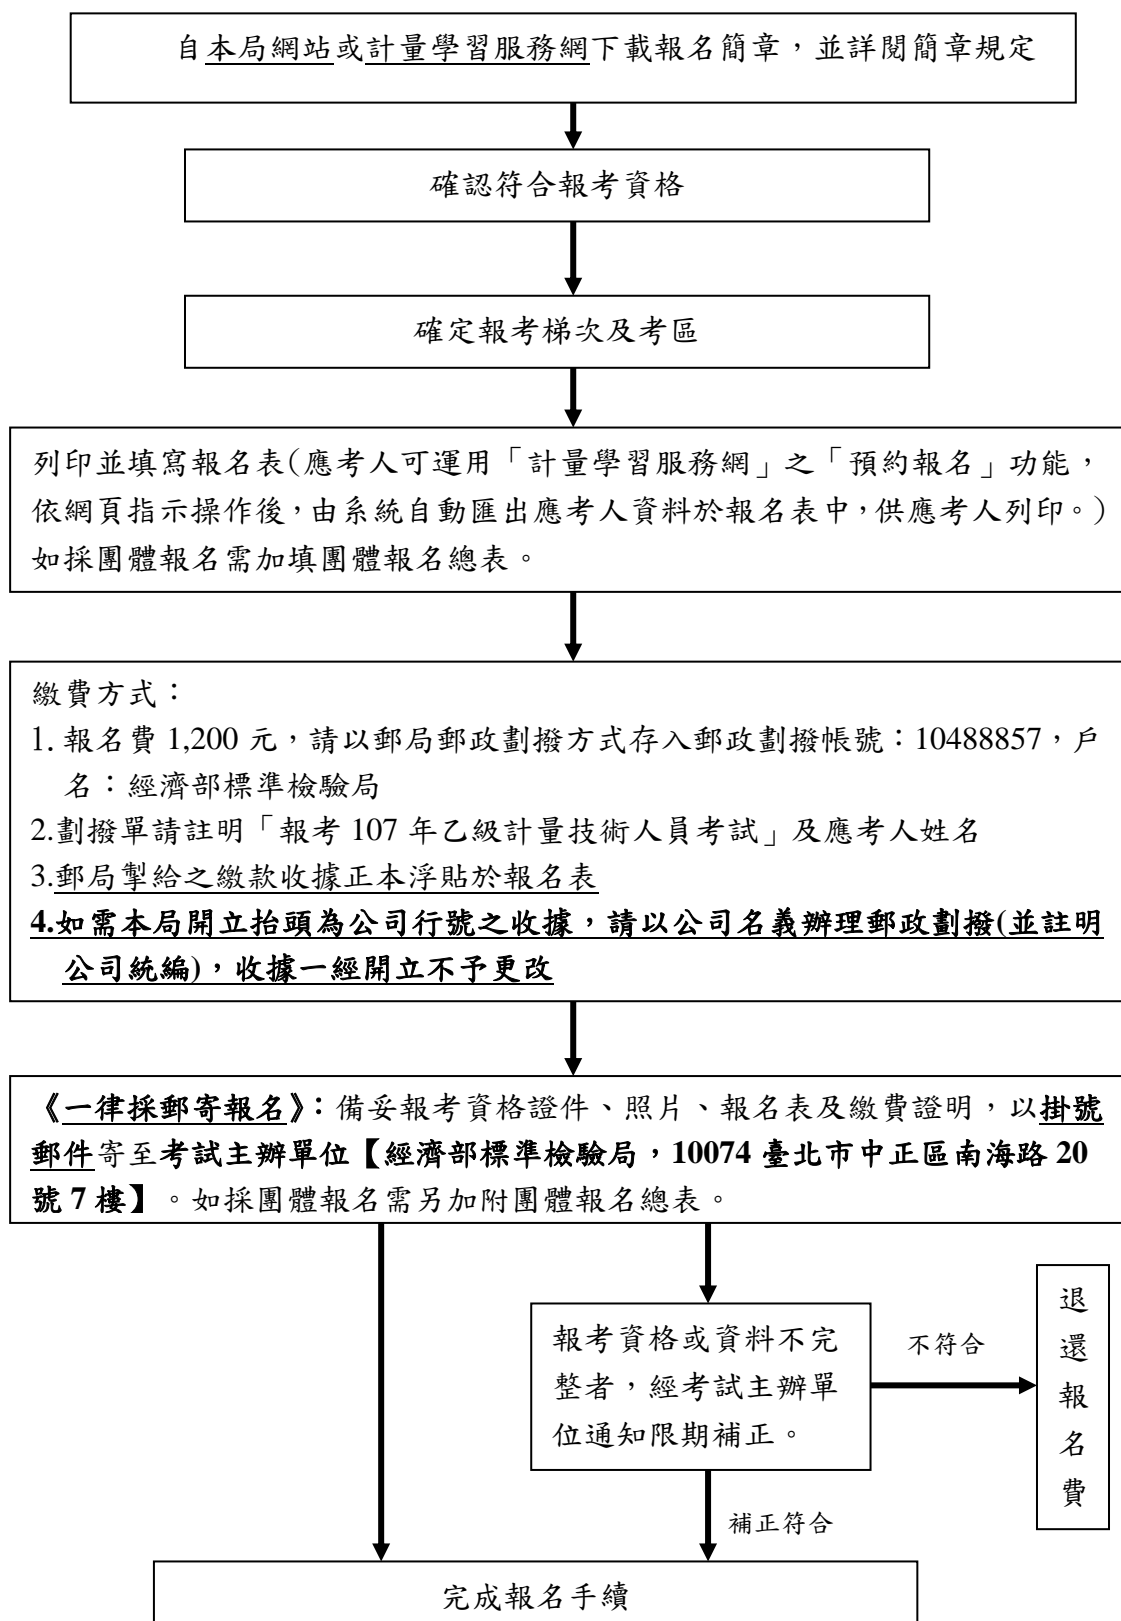 自本局網站或計量學習服務網下載報名簡章，並詳閱簡章規定
確認符合報考資格
確定報考梯次及考區
列印並填寫報名表(應考人可運用「計量學習服務網」之「預約報名」功能，
依網頁指示操作後，由系統自動匯出應考人資料於報名表中，供應考人列印。)
如採團體報名需加填團體報名總表。
繳費方式：
1. 報名費 1,200 元，請以郵局郵政劃撥方式存入郵政劃撥帳號：10488857，戶
名：經濟部標準檢驗局
2.劃撥單請註明「報考 107 年乙級計量技術人員考試」及應考人姓名
3.郵局掣給之繳款收據正本浮貼於報名表
4.如需本局開立抬頭為公司行號之收據，請以公司名義辦理郵政劃撥(並註明
公司統編)，收據一經開立不予更改
《一律採郵寄報名》：備妥報考資格證件、照片、報名表及繳費證明，以掛號
郵件寄至考試主辦單位【經濟部標準檢驗局，10074 臺北市中正區南海路 20
號 7 樓】。如採團體報名需另加附團體報名總表。
報考資格或資料不完
整者，經考試主辦單
位通知限期補正。
不符合
退
還
報
名
費
補正符合
完成報名手續